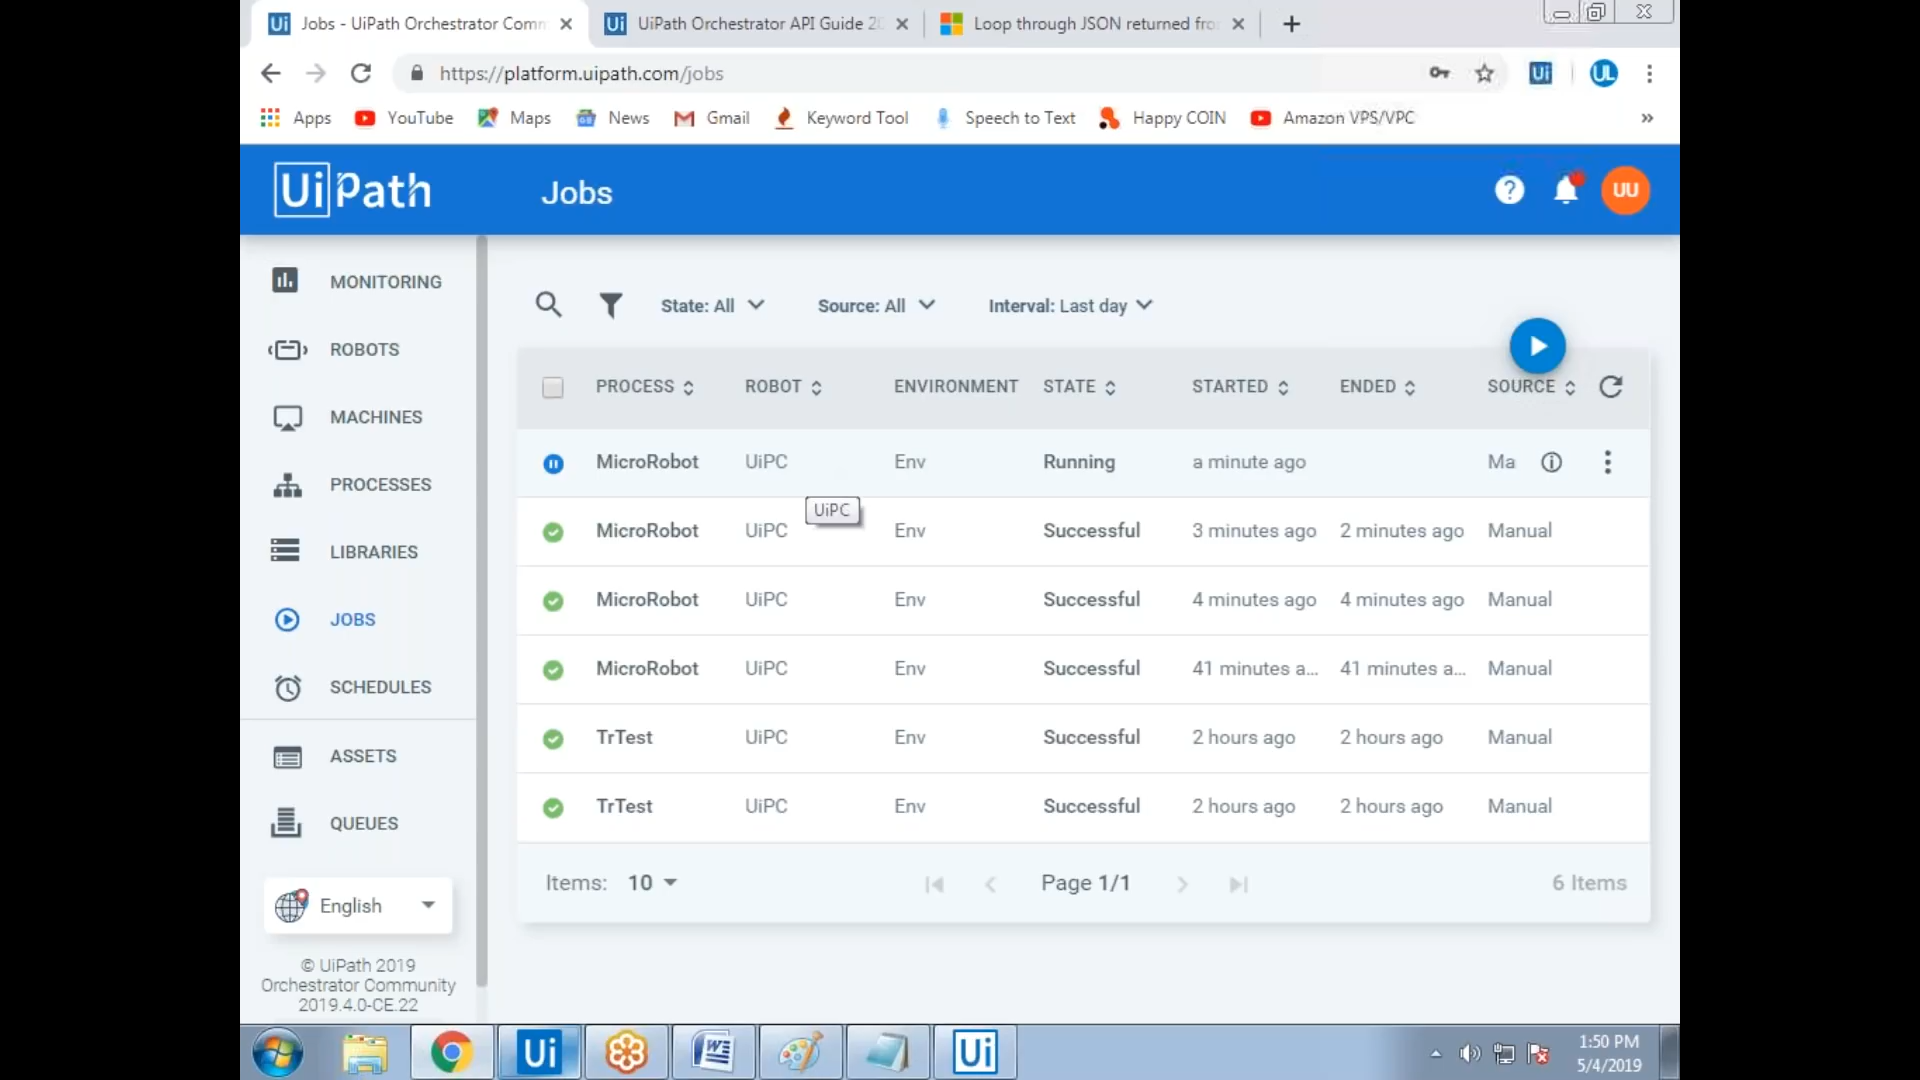 Ui Jobs - UiPath Orchestrator Comm
Ui UiPath Orchestrator API Guide 20
Loop through JSON returned fro
https://platform.uipath.com/jobs
Ui
UL
Apps YouTube Maps News Gmail Keyword Tool Speech to Text Happy COIN Amazon VPS/VPC »
UiPath
Jobs
UU
MONITORING
ROBOTS
MACHINES
PROCESSES
LIBRARIES
JOBS
SCHEDULES
ASSETS
QUEUES
English
© UiPath 2019
Orchestrator Community
2019.4.0-CE.22
State: All Source: All Interval: Last day
PROCESS ROBOT ENVIRONMENT STATE STARTED ENDED SOURCE
MicroRobot UiPC Env Running a minute ago Ma
UiPC
MicroRobot UiPC Env Successful 3 minutes ago 2 minutes ago Manual
MicroRobot UiPC Env Successful 4 minutes ago 4 minutes ago Manual
MicroRobot UiPC Env Successful 41 minutes a... 41 minutes a... Manual
TrTest UiPC Env Successful 2 hours ago 2 hours ago Manual
TrTest UiPC Env Successful 2 hours ago 2 hours ago Manual
Items: 10 Page 1/1 6 Items
Ui
W
Ui
1:50 PM
5/4/2019